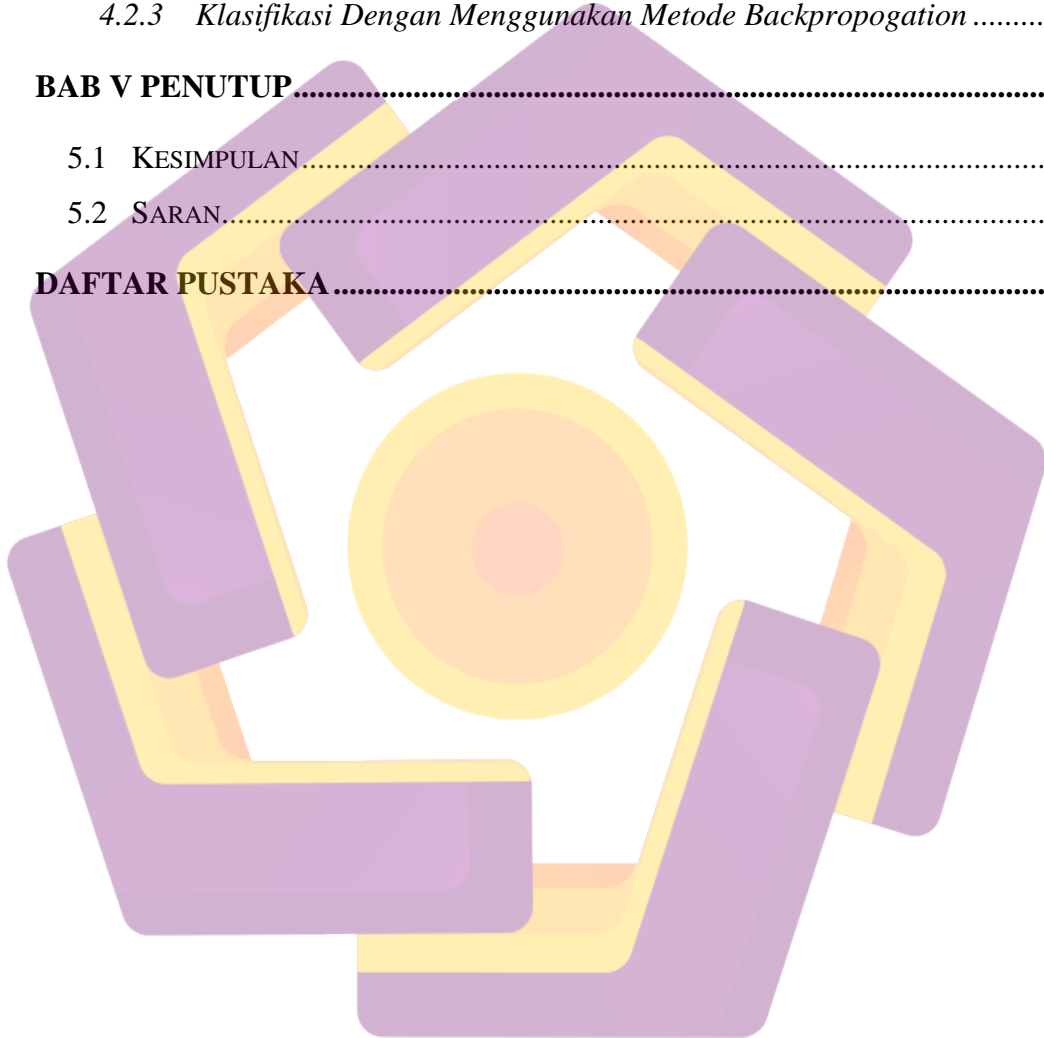 4.2.3 Klasifikasi Dengan Menggunakan Metode Backpropogation .........
BAB V PENUTUP..........................................................................................
5.1 KESIMPULAN..........................................................................................
5.2 SARAN..................................................................................................
DAFTAR PUSTAKA.....................................................................................